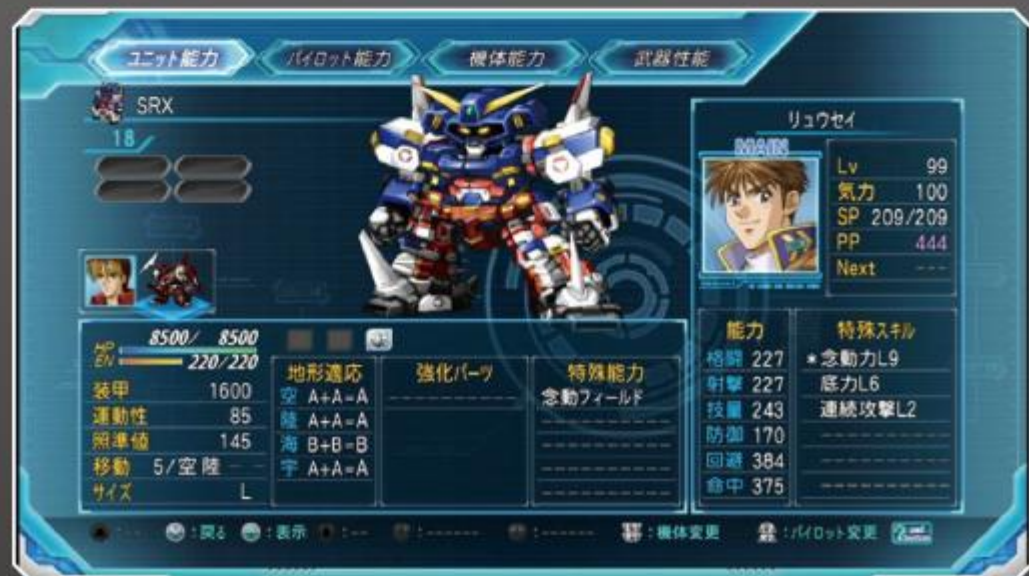 ユニット能力 パイロット能力 機体能力 武器性能
SRX
18
リュウセイ
MAIN
Lv 99
気力 100
SP 209/209
PP 444
Next ---
HP 8500/ 8500
EN 220/220
装甲 1600
運動性 85
照準値 145
移動 5/空陸--
サイズ L
地形適応
空 A+A=A
陸 A+A=A
海 B+B=B
宇 A+A=A
強化パーツ
特殊能力
念動フィールド
能力
格闘 227
射撃 227
技量 243
防御 170
回避 384
命中 375
特殊スキル
*念動力L9
底力L6
連続攻撃L2
:戻る :表示 :-- :------ :------ :機体変更 :パイロット変更